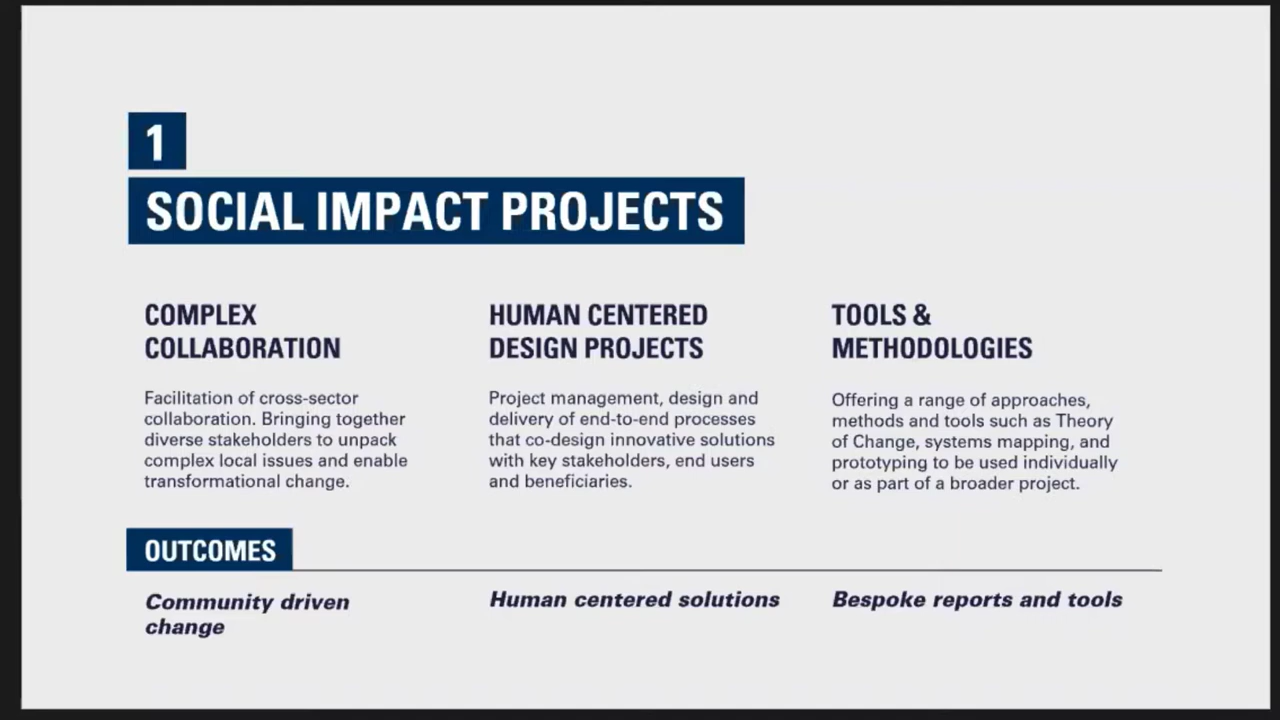 1
SOCIAL IMPACT PROJECTS
COMPLEX
COLLABORATION
Facilitation of cross-sector
collaboration. Bringing together
diverse stakeholders to unpack
complex local issues and enable
transformational change.
HUMAN CENTERED
DESIGN PROJECTS
Project management, design and
delivery of end-to-end processes
that co-design innovative solutions
with key stakeholders, end users
and beneficiaries.
TOOLS &
METHODOLOGIES
Offering a range of approaches,
methods and tools such as Theory
of Change, systems mapping, and
prototyping to be used individually
or as part of a broader project.
OUTCOMES
Community driven
change
Human centered solutions
Bespoke reports and tools